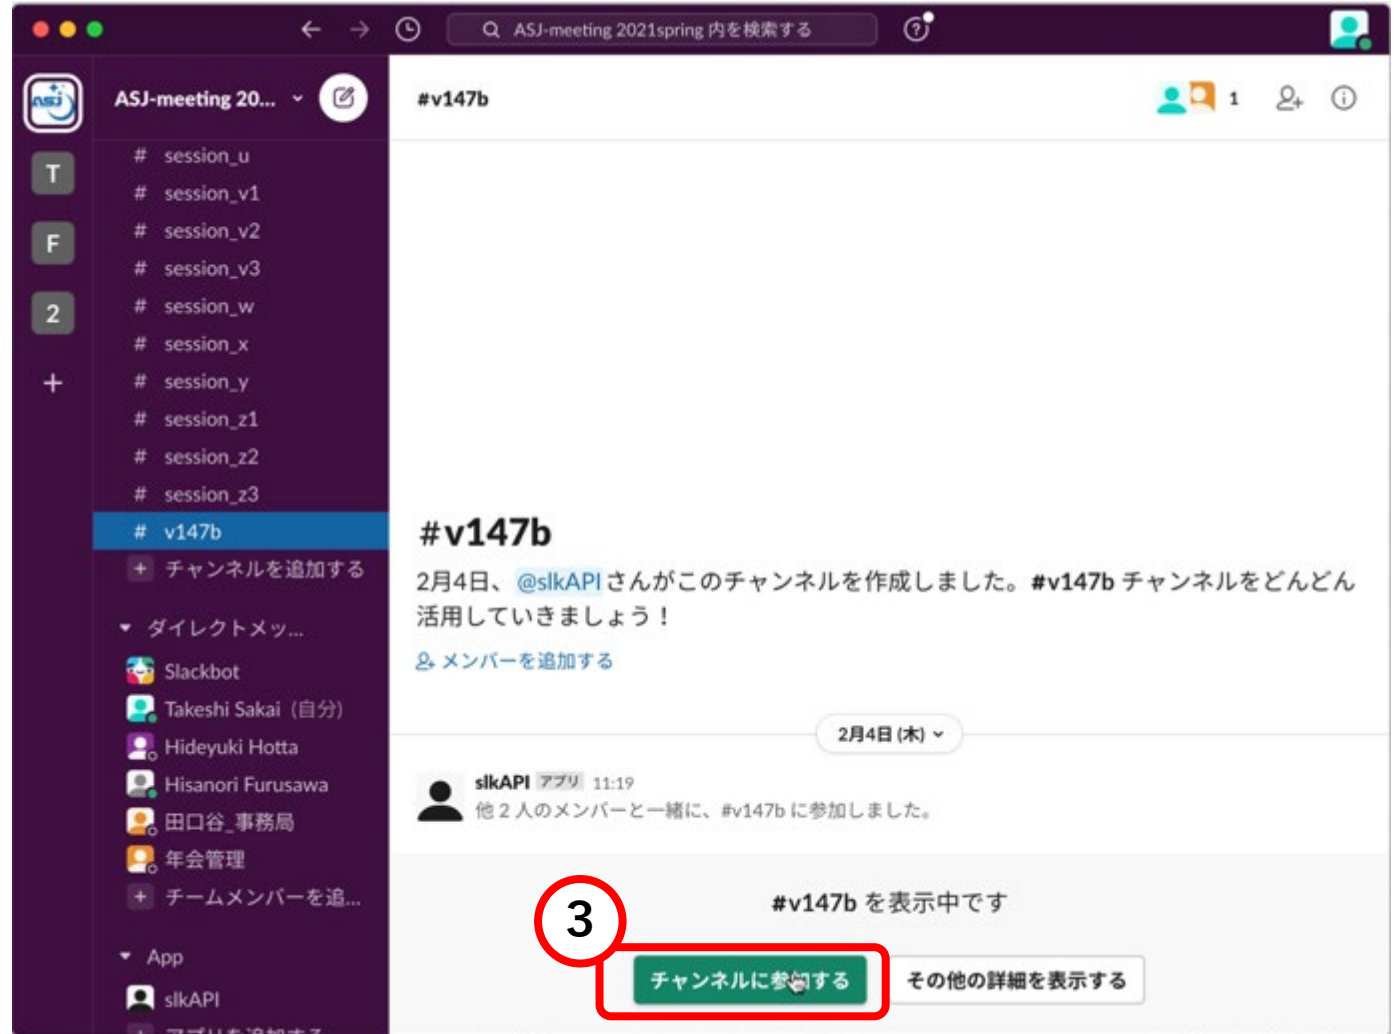 ASJ-meeting 2021spring 内を検索する
ASJ
ASJ-meeting 20...
#v147b
1
T
F
2
# session_u
# session_v1
# session_v2
# session_v3
# session_w
# session_x
# session_y
# session_z1
# session_z2
# session_z3
# v147b
+ チャンネルを追加する
ダイレクトメッ...
Slackbot
Takeshi Sakai (自分)
Hideyuki Hotta
Hisanori Furusawa
田口谷_事務局
年会管理
+ チームメンバーを追...
App
slkAPI
+ アプリを追加する
#v147b
2月4日、 @slkAPI さんがこのチャンネルを作成しました。#v147b チャンネルをどんどん
活用していきましょう！
メンバーを追加する
2月4日 (木)
slkAPI アプリ 11:19
他 2 人のメンバーと一緒に、#v147b に参加しました。
#v147b を表示中です
3
チャンネルに参加する
その他の詳細を表示する